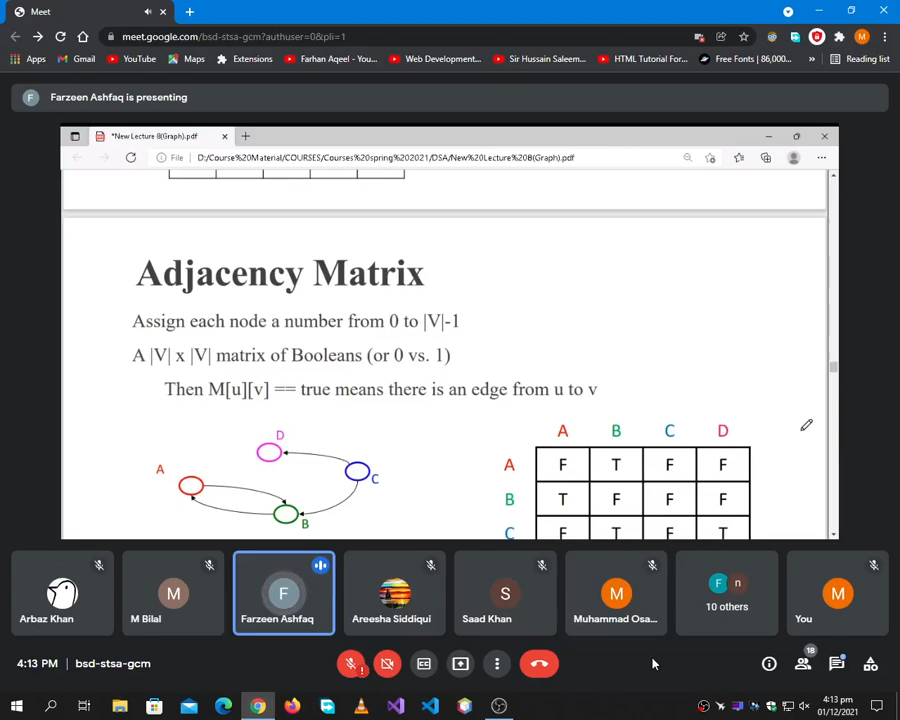 Meet
meet.google.com/bsd-stsa-gcm?authuser=0&pli=1
M
Apps
Gmail
YouTube
Maps
Extensions
Farhan Aqeel - You...
Web Development...
Sir Hussain Saleem...
HTML Tutorial For...
Free Fonts | 86,000...
»
Reading list
F
Farzeen Ashfaq is presenting
*New Lecture 8(Graph).pdf
File
D:/Course%20Material/COURSES/Courses%20spring%202021/DSA/New%20Lecture%208(Graph).pdf
Adjacency Matrix
Assign each node a number from 0 to |V|-1
A |V| x |V| matrix of Booleans (or 0 vs. 1)
Then M[u][v] == true means there is an edge from u to v
D
A
C
B
A B C D
A F T F F
B T F F F
C F T F T
M
F
S
M
F n
M
Arbaz Khan
M Bilal
Farzeen Ashfaq
Areesha Siddiqui
Saad Khan
Muhammad Osa...
10 others
You
4:13 PM | bsd-stsa-gcm
18
4:13 pm
01/12/2021